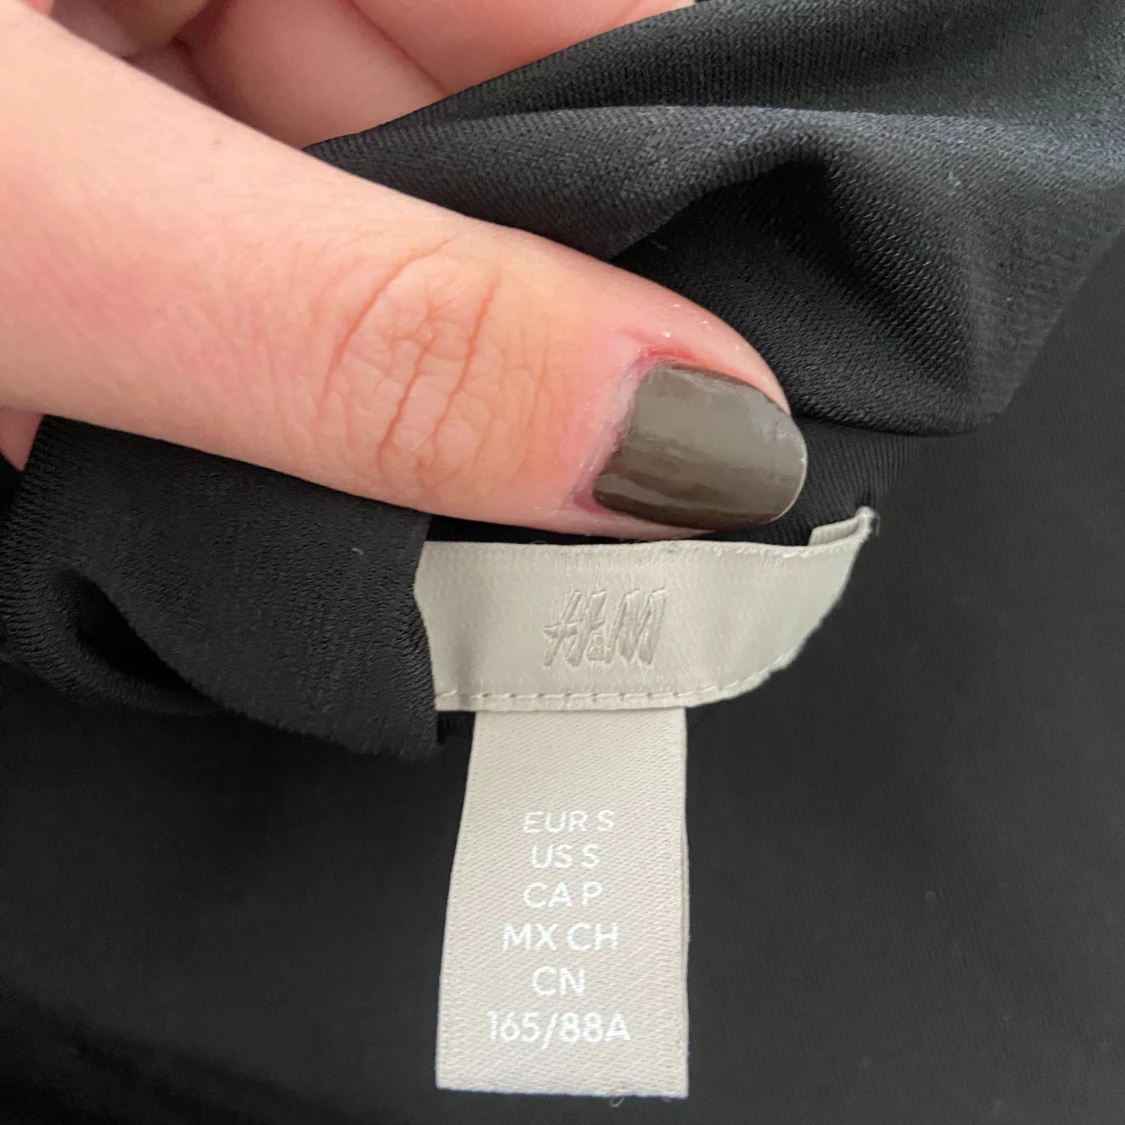 H&M
EUR S
US S
CA P
MX CH
CN
165/88A